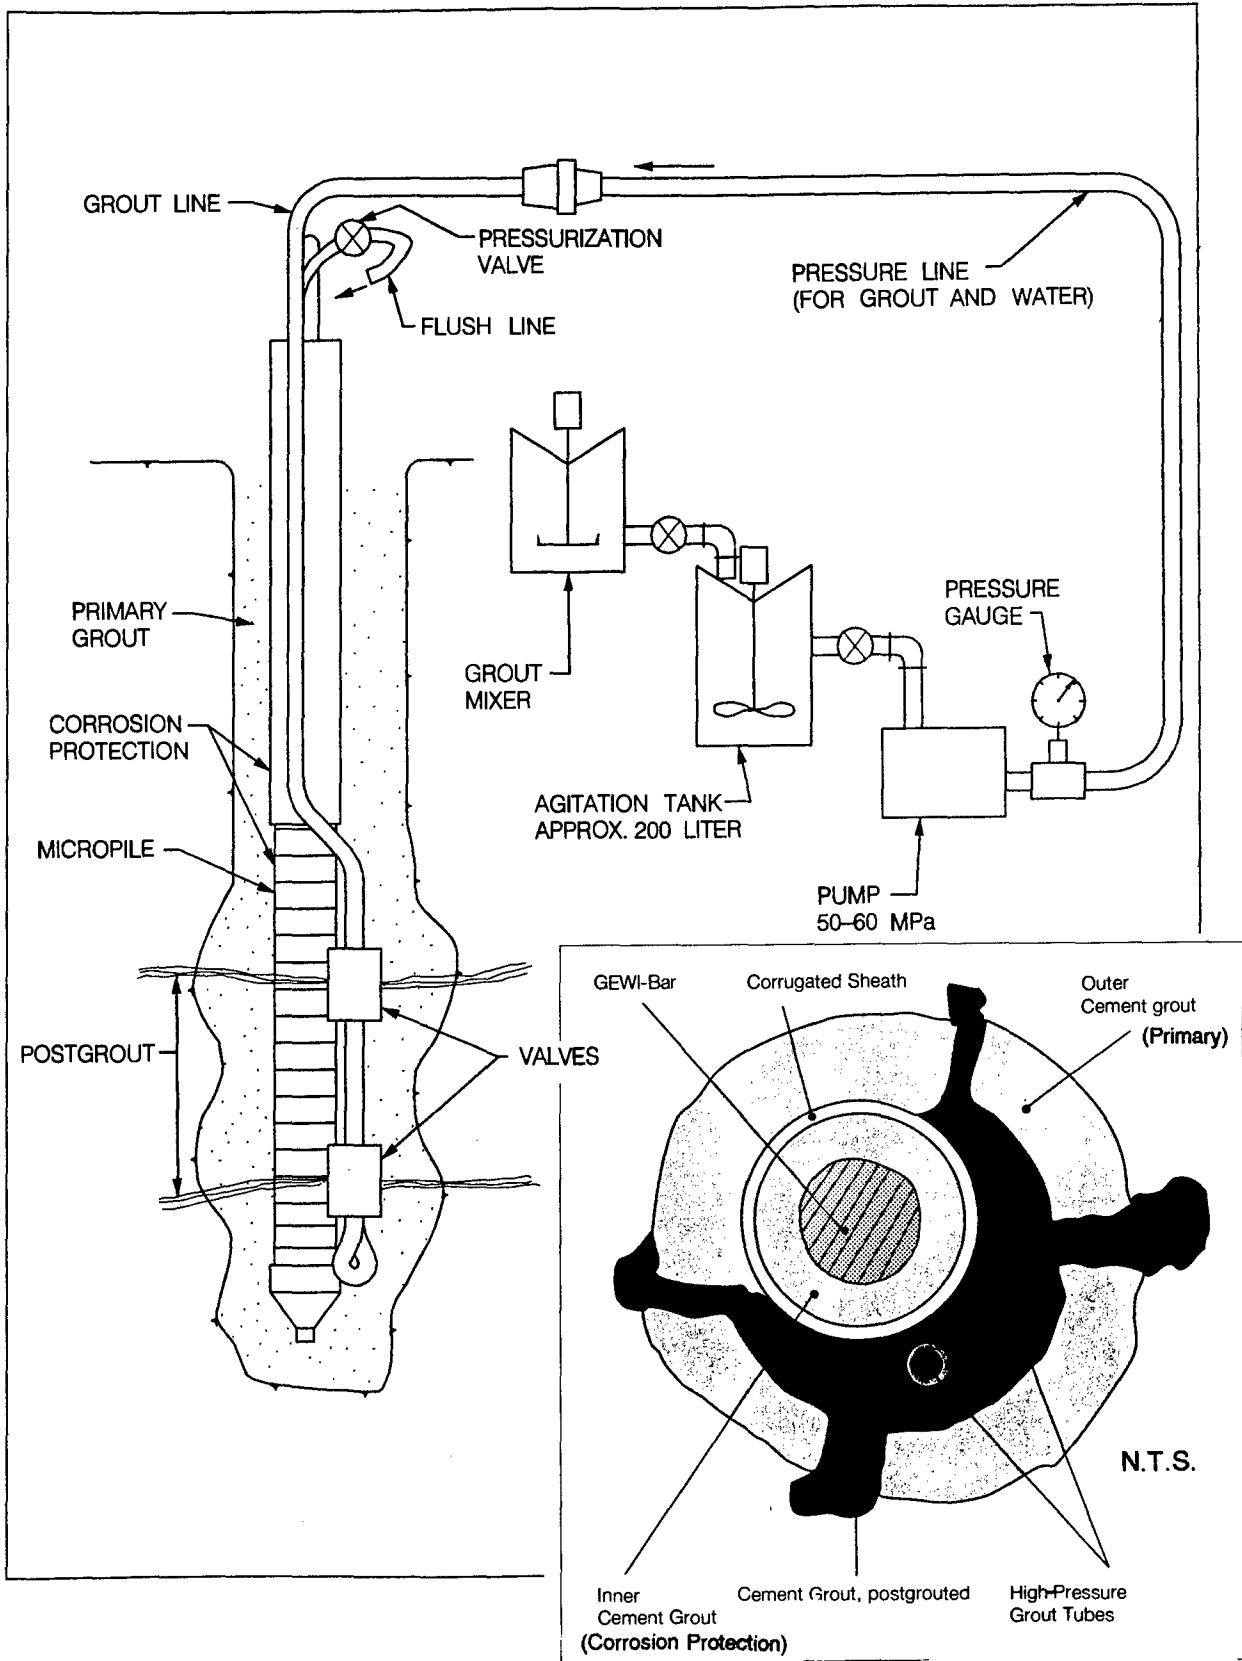 GROUT LINE
PRESSURIZATION
VALVE
FLUSH LINE
PRESSURE LINE
(FOR GROUT AND WATER)
PRIMARY
GROUT
GROUT
MIXER
PRESSURE
GAUGE
CORROSION
PROTECTION
AGITATION TANK
APPROX. 200 LITER
MICROPILE
PUMP
50–60 MPa
POSTGROUT
VALVES
GEWI-Bar
Corrugated Sheath
Outer
Cement grout
(Primary)
N.T.S.
Inner
Cement Grout
(Corrosion Protection)
Cement Grout, postgrouted
High-Pressure
Grout Tubes